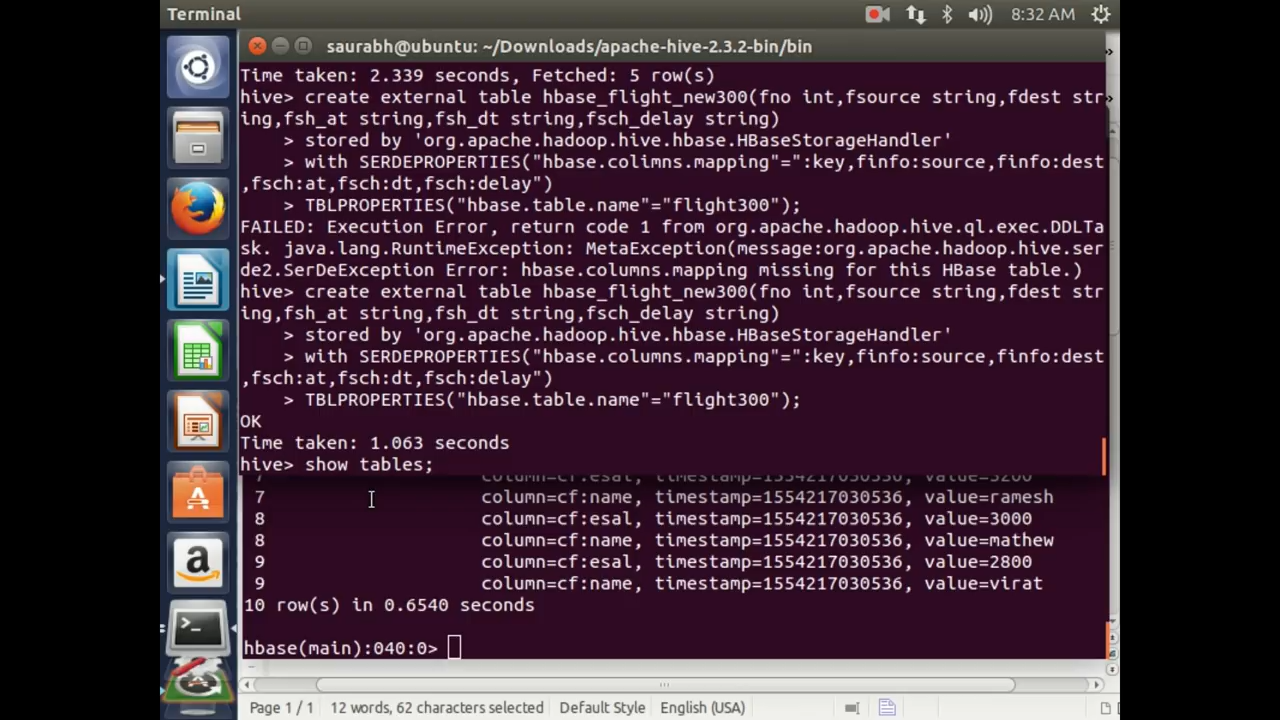 Terminal
8:32 AM
saurabh@ubuntu: ~/Downloads/apache-hive-2.3.2-bin/bin
Time taken: 2.339 seconds, Fetched: 5 row(s)
hive> create external table hbase_flight_new300(fno int,fsource string,fdest str
ing,fsh_at string,fsh_dt string,fsch_delay string)
> stored by 'org.apache.hadoop.hive.hbase.HBaseStorageHandler'
> with SERDEPROPERTIES("hbase.colimns.mapping"=":key,finfo:source,finfo:dest
,fsch:at,fsch:dt,fsch:delay")
> TBLPROPERTIES("hbase.table.name"="flight300");
FAILED: Execution Error, return code 1 from org.apache.hadoop.hive.ql.exec.DDLTa
sk. java.lang.RuntimeException: MetaException(message:org.apache.hadoop.hive.ser
de2.SerDeException Error: hbase.columns.mapping missing for this HBase table.)
hive> create external table hbase_flight_new300(fno int,fsource string,fdest str
ing,fsh_at string,fsh_dt string,fsch_delay string)
> stored by 'org.apache.hadoop.hive.hbase.HBaseStorageHandler'
> with SERDEPROPERTIES("hbase.columns.mapping"=":key,finfo:source,finfo:dest
,fsch:at,fsch:dt,fsch:delay")
> TBLPROPERTIES("hbase.table.name"="flight300");
OK
Time taken: 1.063 seconds
hive> show tables;
7 column=cf:esal, timestamp=1554217030536, value=3200
7 column=cf:name, timestamp=1554217030536, value=ramesh
8 column=cf:esal, timestamp=1554217030536, value=3000
8 column=cf:name, timestamp=1554217030536, value=mathew
9 column=cf:esal, timestamp=1554217030536, value=2800
9 column=cf:name, timestamp=1554217030536, value=virat
10 row(s) in 0.6540 seconds
hbase(main):040:0>
Page 1 / 1 12 words, 62 characters selected Default Style English (USA)